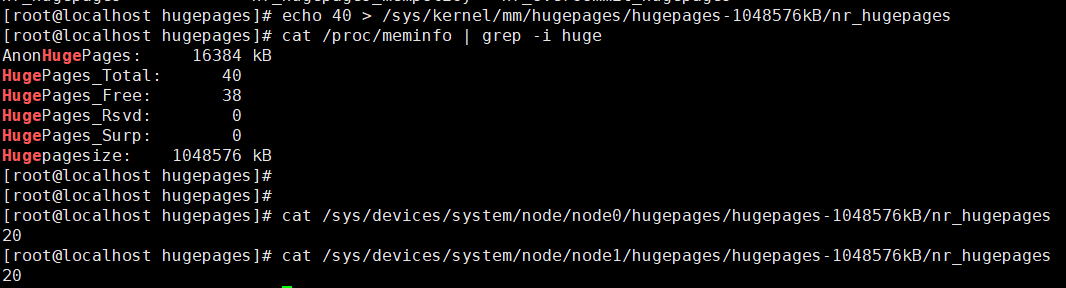 [root@localhost hugepages]# echo 40 > /sys/kernel/mm/hugepages/hugepages-1048576kB/nr_hugepages
[root@localhost hugepages]# cat /proc/meminfo | grep -i huge
AnonHugePages:     16384 kB
HugePages_Total:      40
HugePages_Free:       38
HugePages_Rsvd:        0
HugePages_Surp:        0
Hugepagesize:    1048576 kB
[root@localhost hugepages]#
[root@localhost hugepages]#
[root@localhost hugepages]# cat /sys/devices/system/node/node0/hugepages/hugepages-1048576kB/nr_hugepages
20
[root@localhost hugepages]# cat /sys/devices/system/node/node1/hugepages/hugepages-1048576kB/nr_hugepages
20